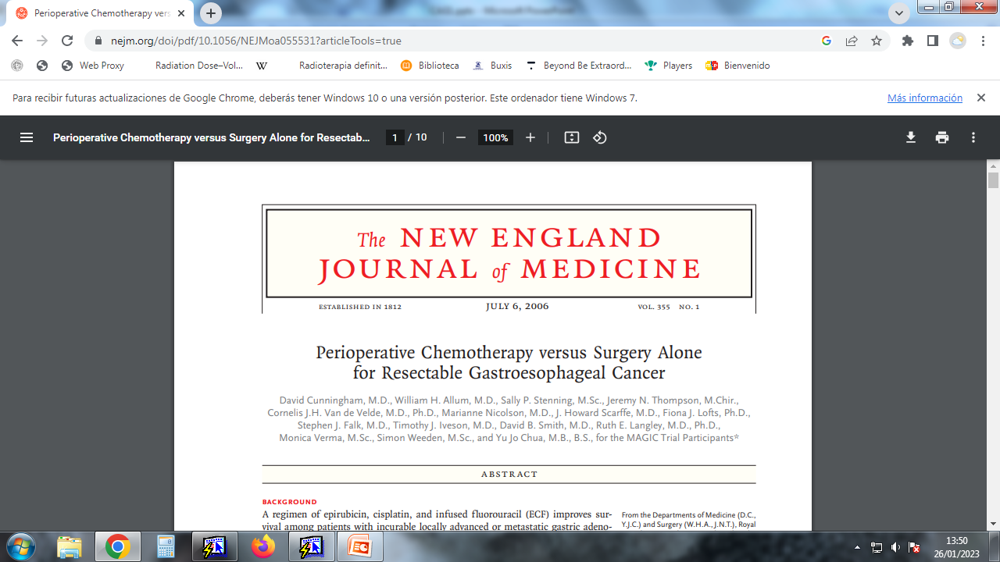 Perioperative Chemotherapy vers
nejm.org/doi/pdf/10.1056/NEJMoa055531?articleTools=true
Web Proxy Radiation Dose–Vol... W Radioterapia definit... Biblioteca Buxis Beyond Be Extraord... Players Bienvenido
Para recibir futuras actualizaciones de Google Chrome, deberás tener Windows 10 o una versión posterior. Este ordenador tiene Windows 7. Más información
Perioperative Chemotherapy versus Surgery Alone for Resectab... 1 / 10 — 100% +
The NEW ENGLAND
JOURNAL of MEDICINE
ESTABLISHED IN 1812 JULY 6, 2006 VOL. 355 NO. 1
Perioperative Chemotherapy versus Surgery Alone
for Resectable Gastroesophageal Cancer
David Cunningham, M.D., William H. Allum, M.D., Sally P. Stenning, M.Sc., Jeremy N. Thompson, M.Chir.,
Cornelis J.H. Van de Velde, M.D., Ph.D., Marianne Nicolson, M.D., J. Howard Scarffe, M.D., Fiona J. Lofts, Ph.D.,
Stephen J. Falk, M.D., Timothy J. Iveson, M.D., David B. Smith, M.D., Ruth E. Langley, M.D., Ph.D.,
Monica Verma, M.Sc., Simon Weeden, M.Sc., and Yu Jo Chua, M.B., B.S., for the MAGIC Trial Participants*
ABSTRACT
BACKGROUND
A regimen of epirubicin, cisplatin, and infused fluorouracil (ECF) improves sur-
vival among patients with incurable locally advanced or metastatic gastric adeno-
From the Departments of Medicine (D.C.,
Y.J.C.) and Surgery (W.H.A., J.N.T.), Royal
13:50
26/01/2023